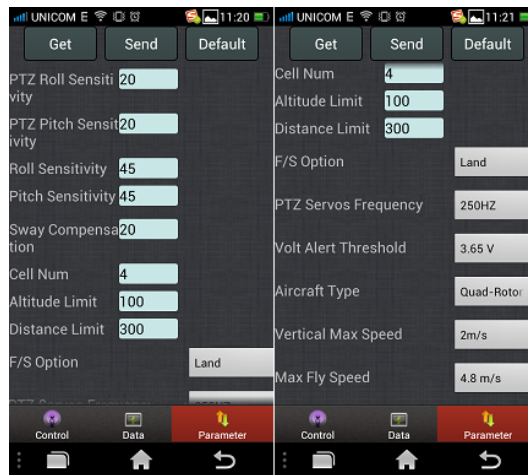 UNICOM E 11:20
Get Send Default
PTZ Roll Sensiti 20
vity
PTZ Pitch Sensit 20
ivity
Roll Sensitivity 45
Pitch Sensitivity 45
Sway Compensa 20
tion
Cell Num 4
Altitude Limit 100
Distance Limit 300
F/S Option Land
Control Data Parameter
UNICOM E 11:21
Get Send Default
Cell Num 4
Altitude Limit 100
Distance Limit 300
F/S Option Land
PTZ Servos Frequency 250HZ
Volt Alert Threshold 3.65 V
Aircraft Type Quad-Rotor
Vertical Max Speed 2m/s
Max Fly Speed 4.8 m/s
Control Data Parameter